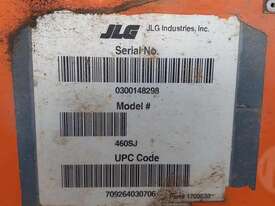 JLG JLG Industries, Inc.
Serial No.
0300148298
Model #
460SJ
UPC Code
709264030706